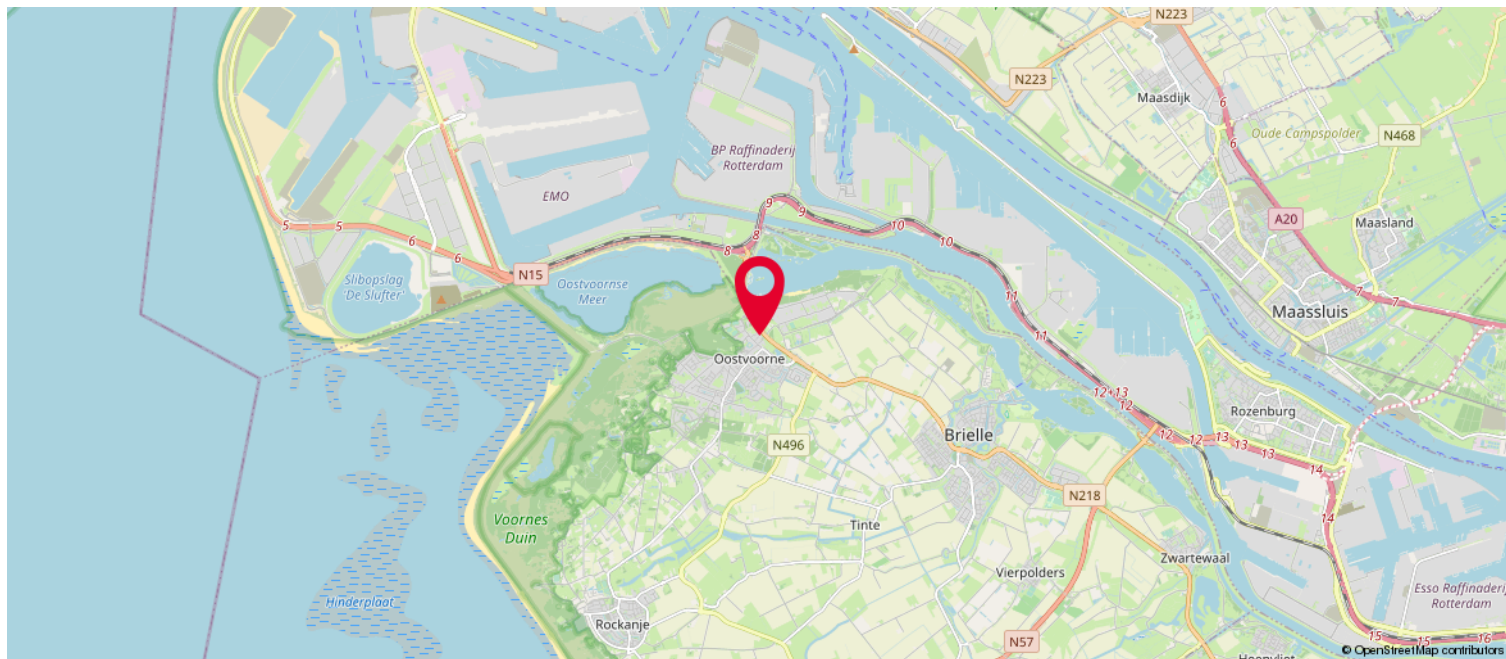 N223
N223
Maasdijk
6
Oude Campspolder
N468
6
BP Raffinaderij
Rotterdam
EMO
9
9
8
8
10
10
5
5
6
6
A20
Maasland
N15
Slibopslag
'De Slufter'
Oostvoornse
Meer
11
11
7
7
Maassluis
Oostvoorne
12+13
12
Rozenburg
N496
Brielle
12
12
13
13
14
14
N218
Voornes
Duin
Tinte
Vierpolders
Zwartewaal
Hinderplaat
Rockanje
Esso Raffinaderij
Rotterdam
N57
15
15
16
© OpenStreetMap contributors